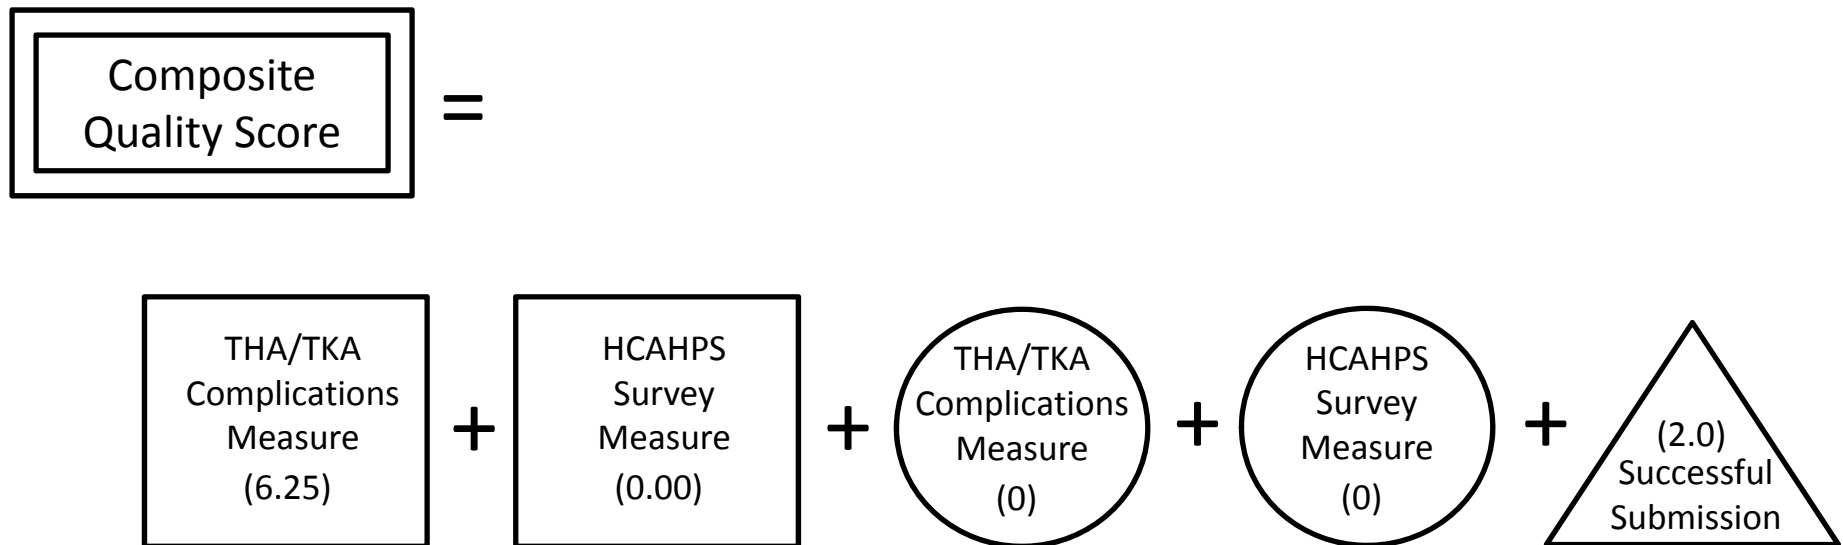 Composite
Quality Score
=
THA/TKA
Complications
Measure
(6.25)
+
HCAHPS
Survey
Measure
(0.00)
+
THA/TKA
Complications
Measure
(0)
+
HCAHPS
Survey
Measure
(0)
+
(2.0)
Successful
Submission